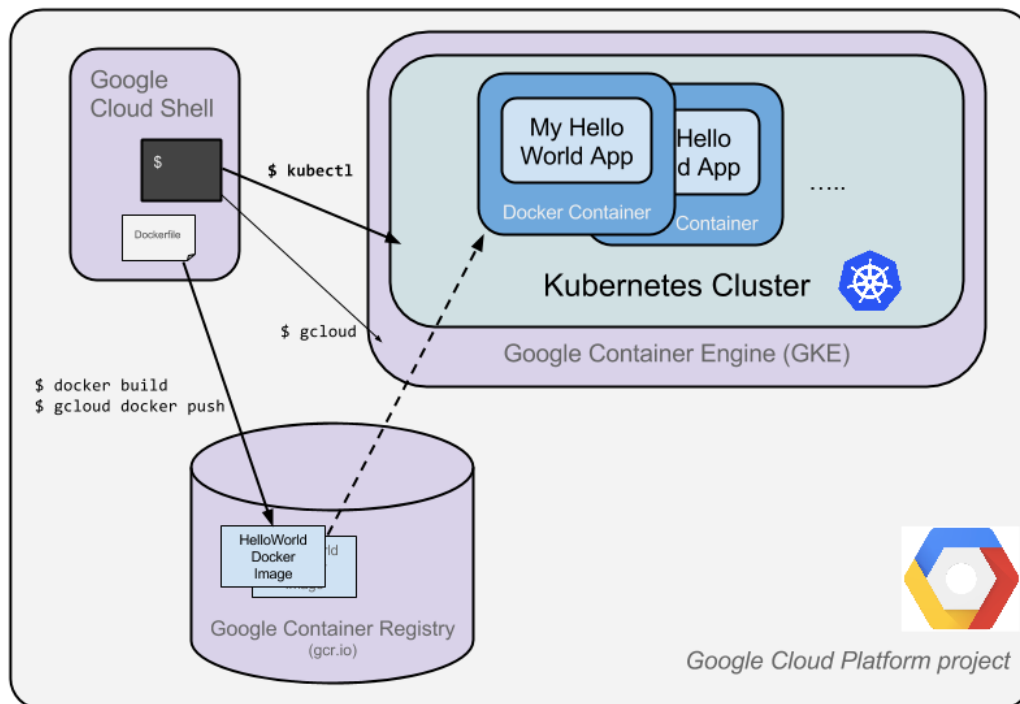 Google
Cloud Shell
$
Dockerfile
$ kubectl
$ gcloud
$ docker build
$ gcloud docker push
My Hello
World App
Docker Container
Hello
d App
Container
.....
Kubernetes Cluster
Google Container Engine (GKE)
HelloWorld
Docker
Image
Google Container Registry
(gcr.io)
Google Cloud Platform project